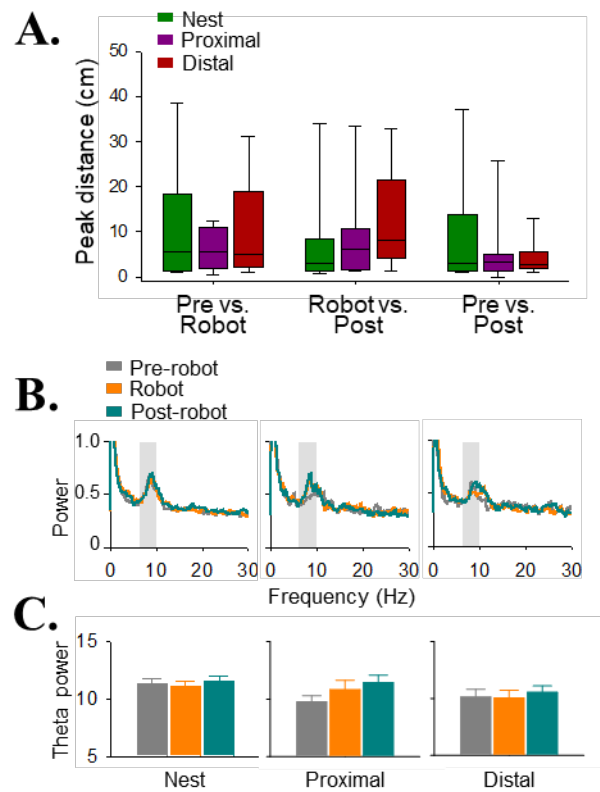 A.
Nest
Proximal
Distal
Peak distance (cm)
50
40
30
20
10
0
Pre vs. Robot vs. Pre vs.
Robot Post Post
B.
Pre-robot
Robot
Post-robot
Power
1.0
0.5
0
0 10 20 30 0 10 20 30 0 10 20 30
Frequency (Hz)
C.
Theta power
15
10
5
Nest Proximal Distal